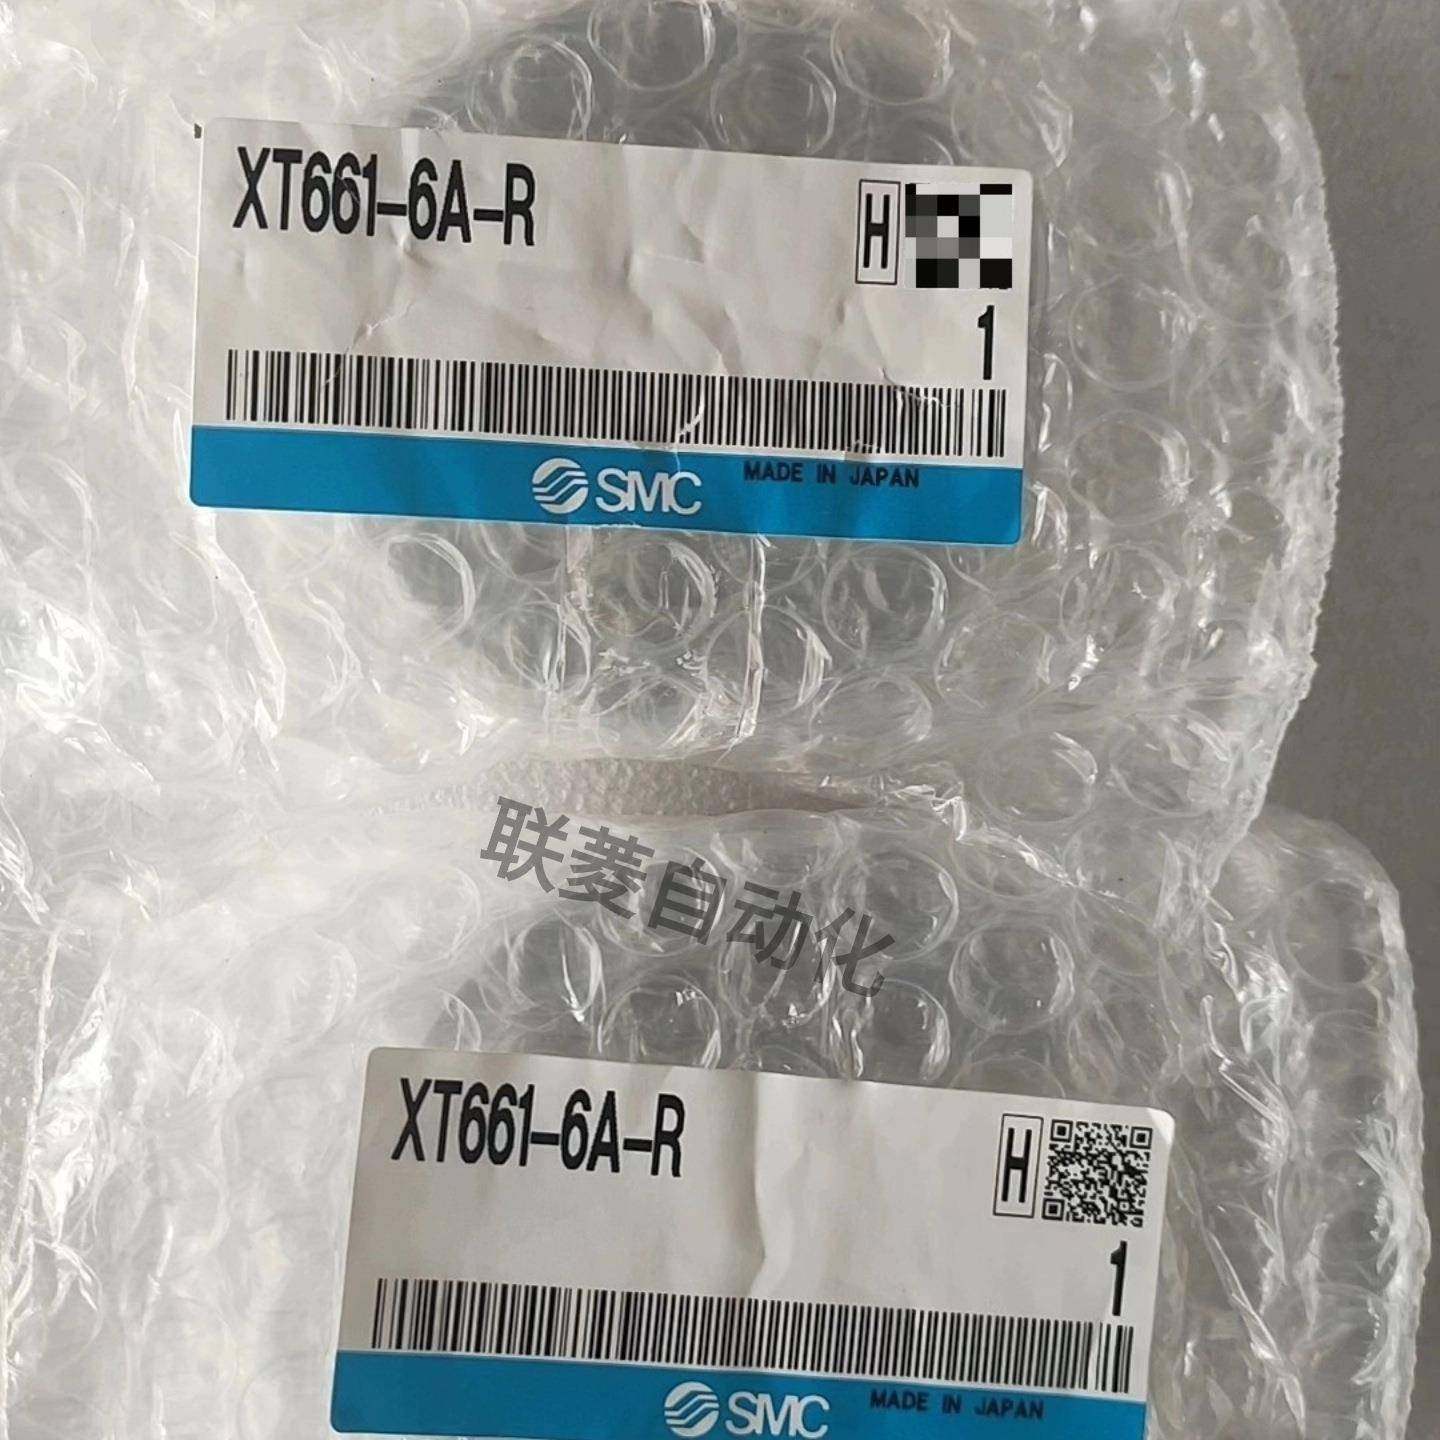 XT661-6A-R
H
1
SMC
MADE IN JAPAN
联菱自动化
XT661-6A-R
H
1
SMC
MADE IN JAPAN